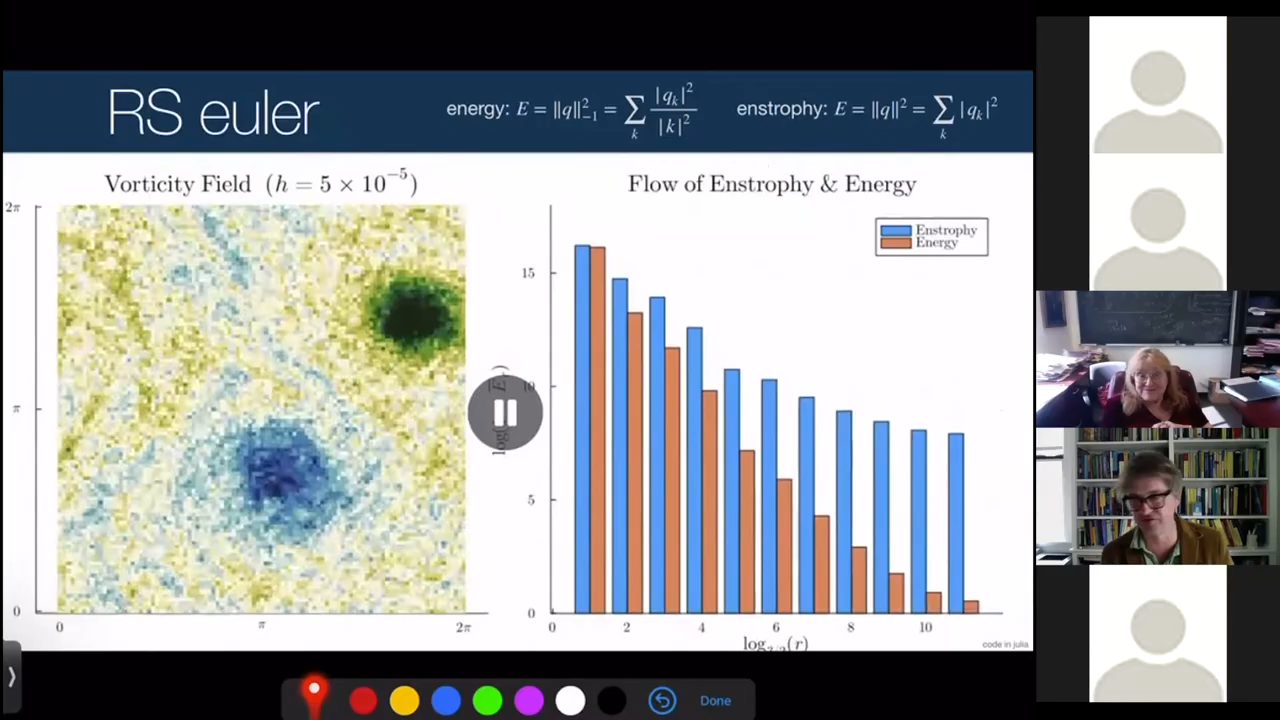 RS euler
energy: E = ‖q‖²₋₁ = ∑ₖ |qₖ|²/|k|²
enstrophy: E = ‖q‖² = ∑ₖ |qₖ|²
Vorticity Field (h = 5 × 10⁻⁵)
2π
π
0
0
π
2π
Flow of Enstrophy & Energy
Enstrophy
Energy
15
10
5
0
0
2
4
6
8
10
code in julia
Done